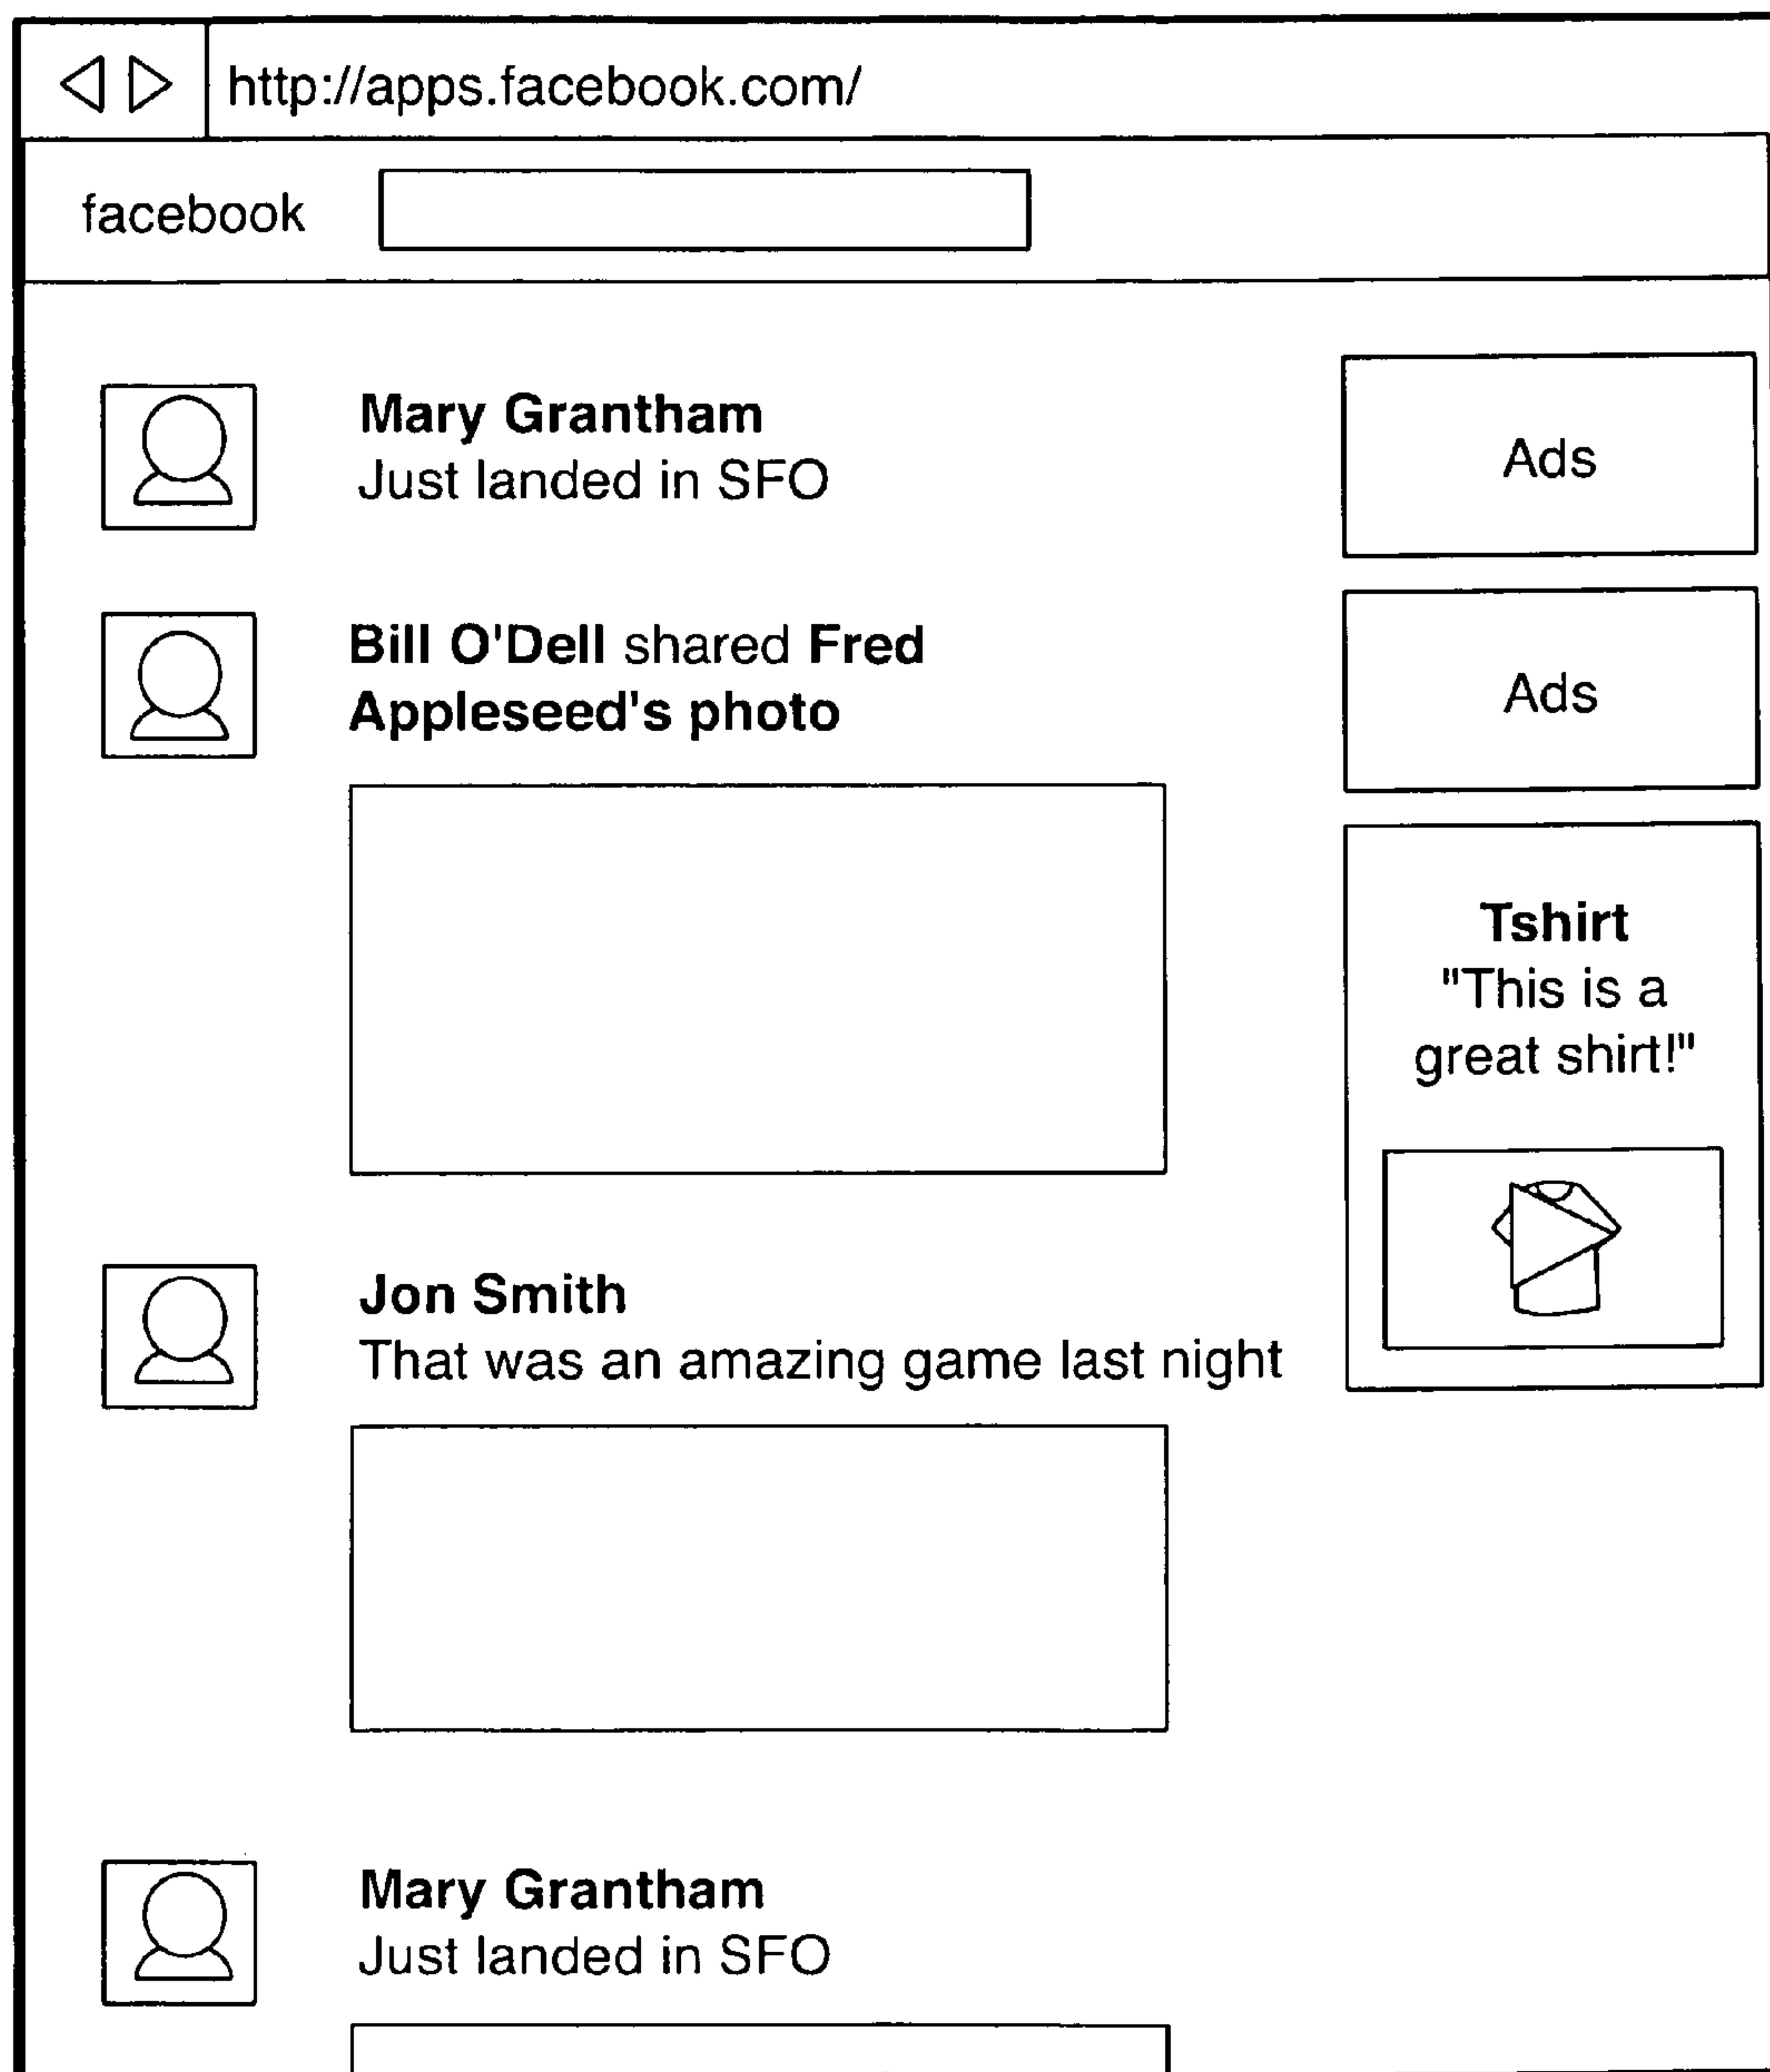 http://apps.facebook.com/
facebook
Mary Grantham
Just landed in SFO
Bill O'Dell shared Fred
Appleseed's photo
Jon Smith
That was an amazing game last night
Mary Grantham
Just landed in SFO
Ads
Ads
Tshirt
"This is a
great shirt!"